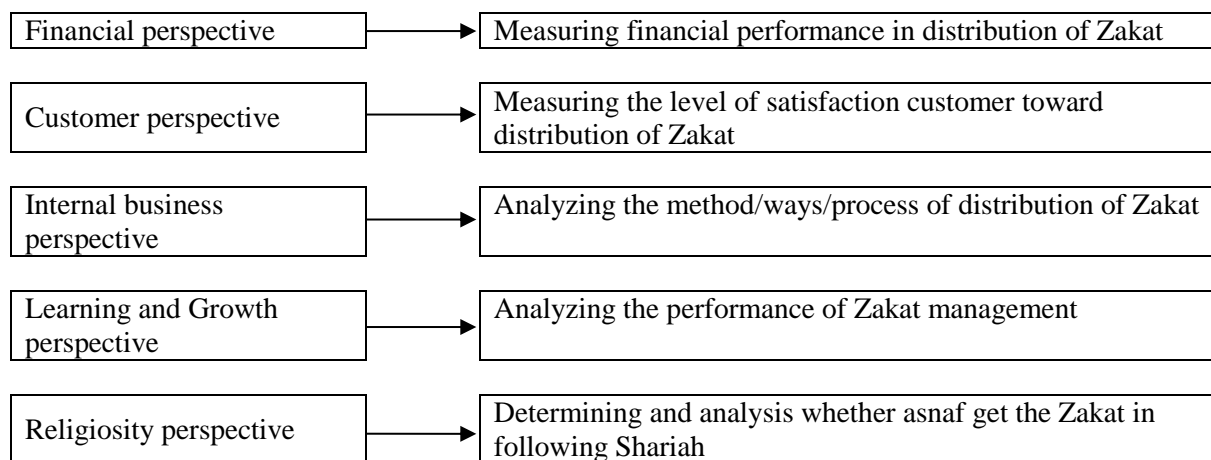 Financial perspective
Measuring financial performance in distribution of Zakat
Customer perspective
Measuring the level of satisfaction customer toward
distribution of Zakat
Internal business
perspective
Analyzing the method/ways/process of distribution of Zakat
Learning and Growth
perspective
Analyzing the performance of Zakat management
Religiosity perspective
Determining and analysis whether asnaf get the Zakat in
following Shariah